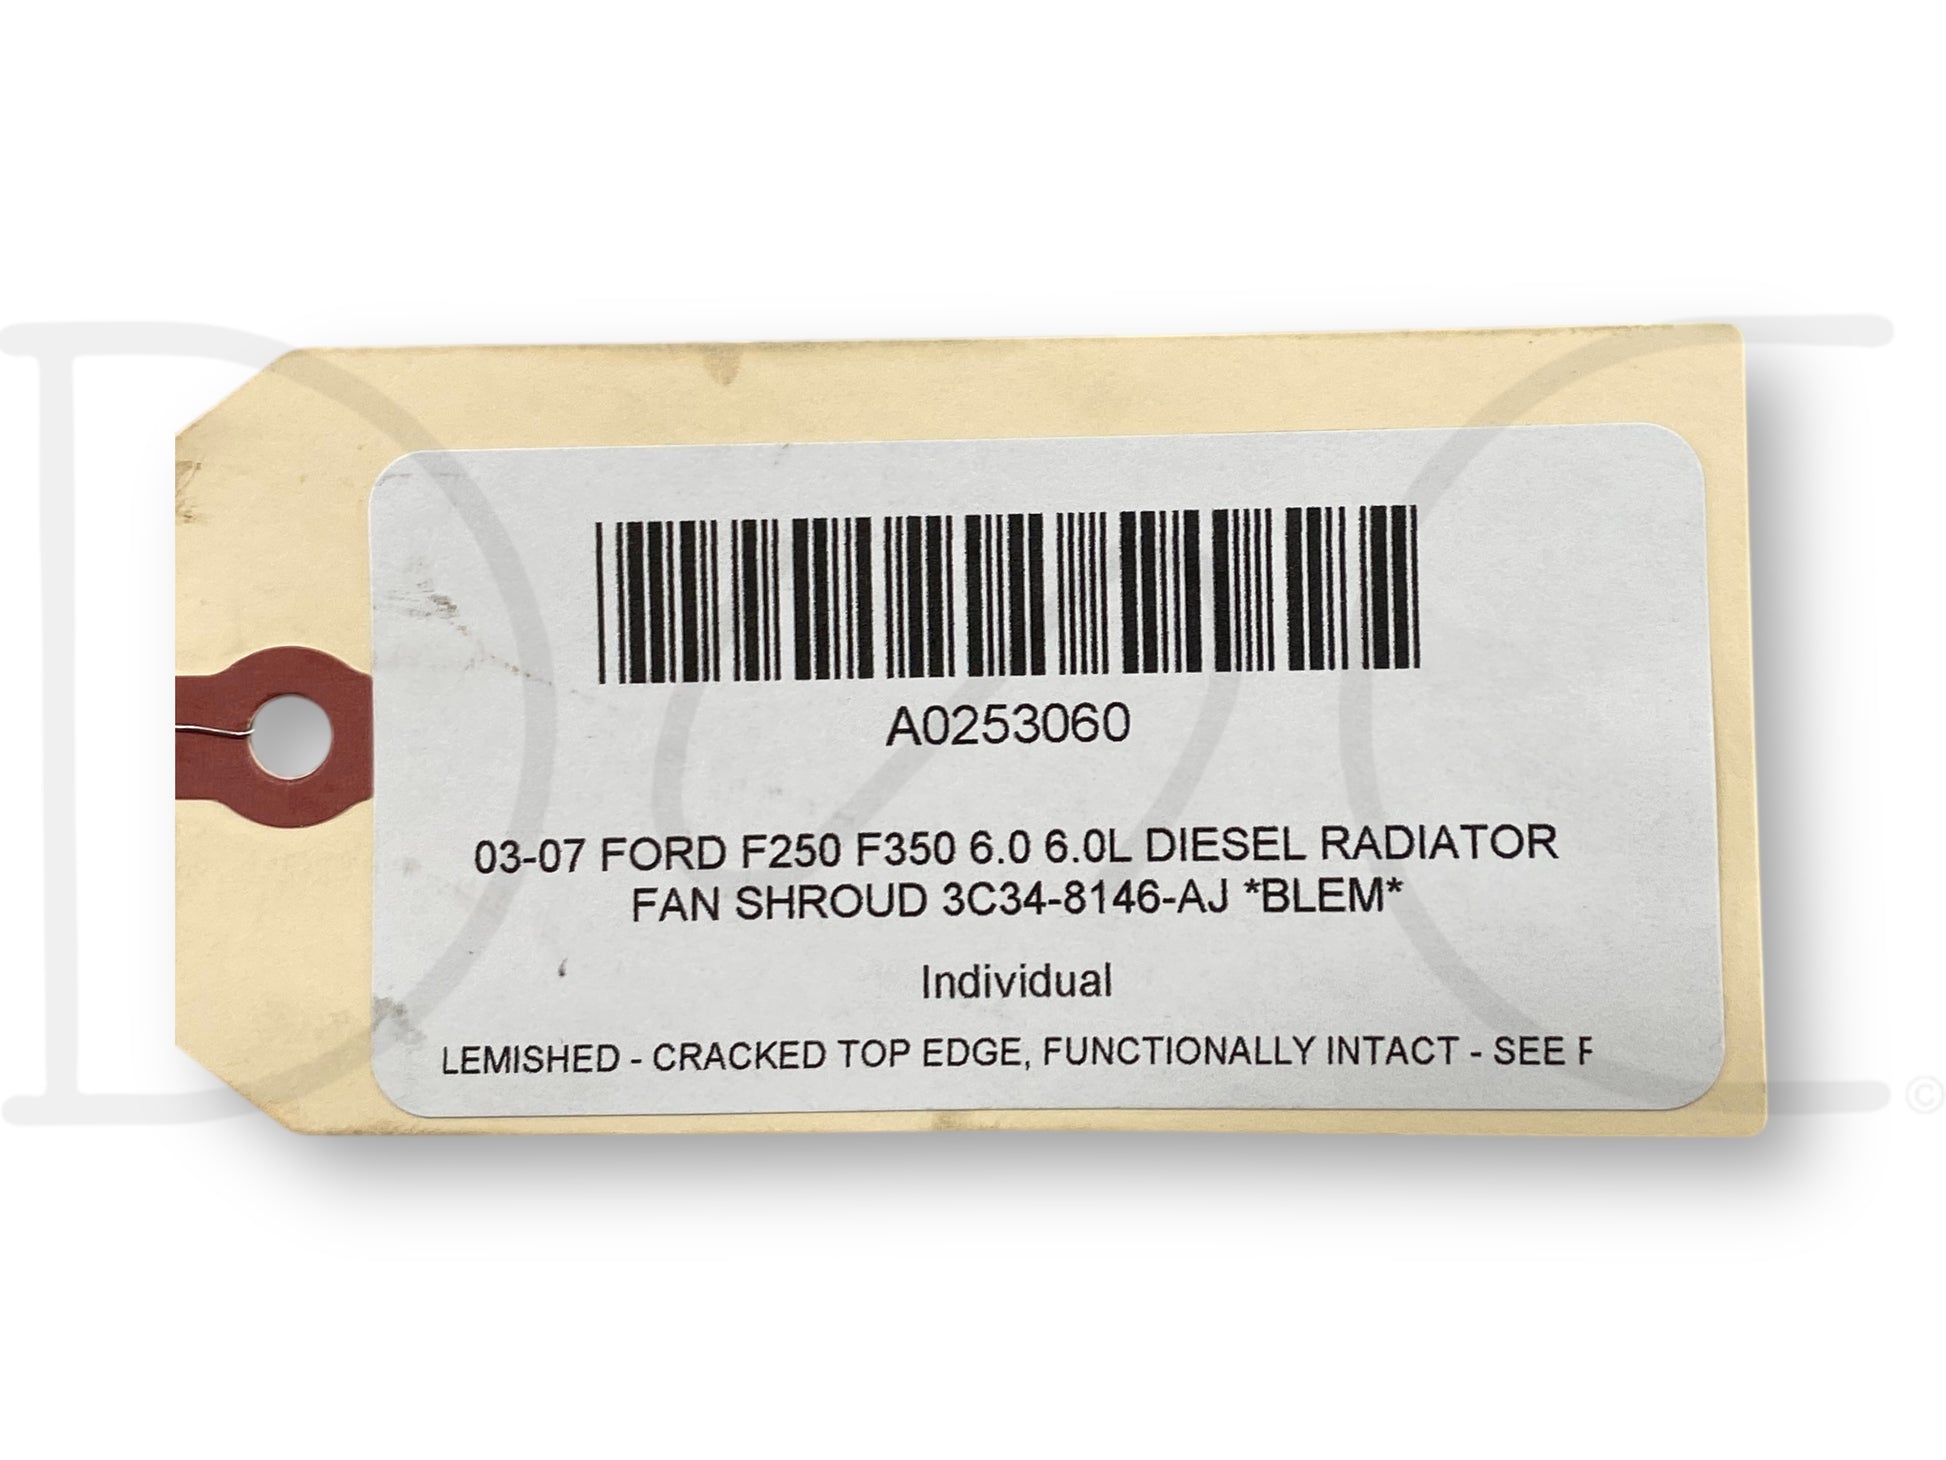 A0253060
03-07 FORD F250 F350 6.0 6.0L DIESEL RADIATOR
FAN SHROUD 3C34-8146-AJ *BLEM*
Individual
LEMISHED - CRACKED TOP EDGE, FUNCTIONALLY INTACT - SEE
©